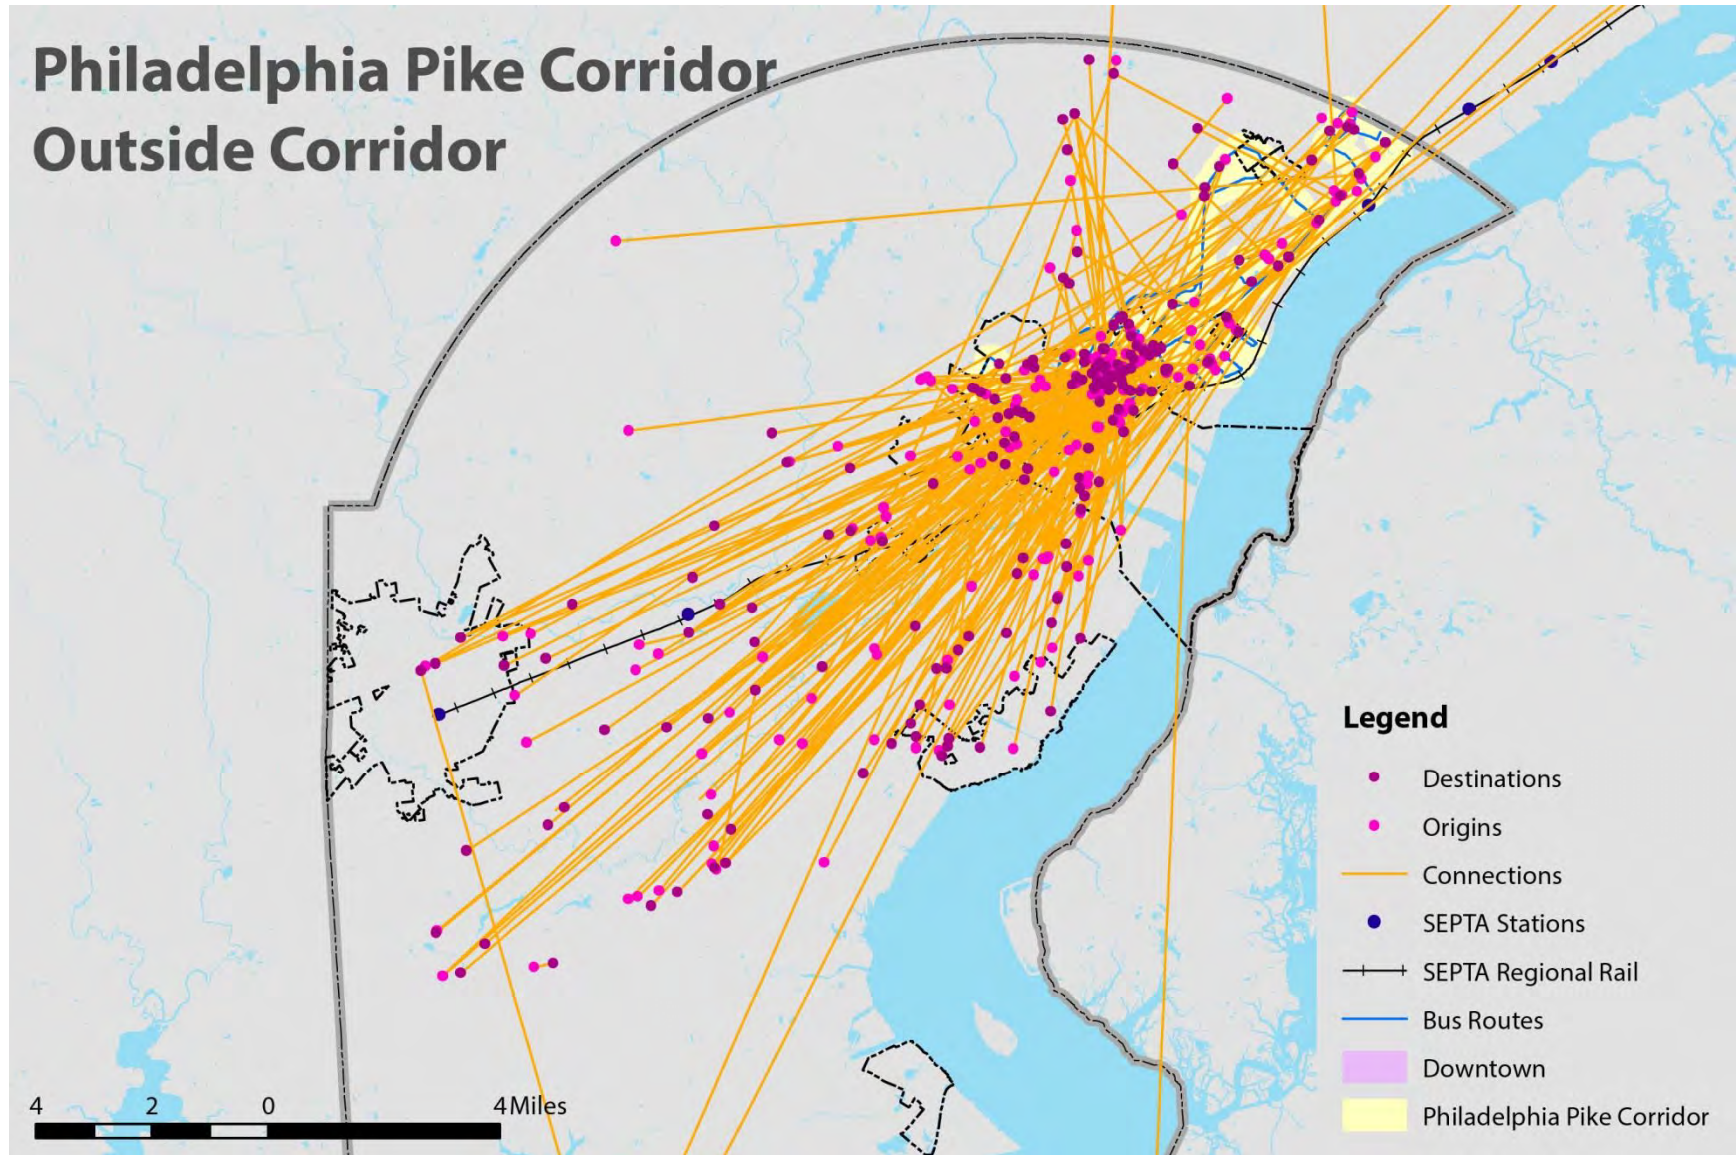 Philadelphia Pike Corridor
Outside Corridor
Legend
Destinations
Origins
Connections
SEPTA Stations
SEPTA Regional Rail
Bus Routes
Downtown
Philadelphia Pike Corridor
4 2 0 4 Miles